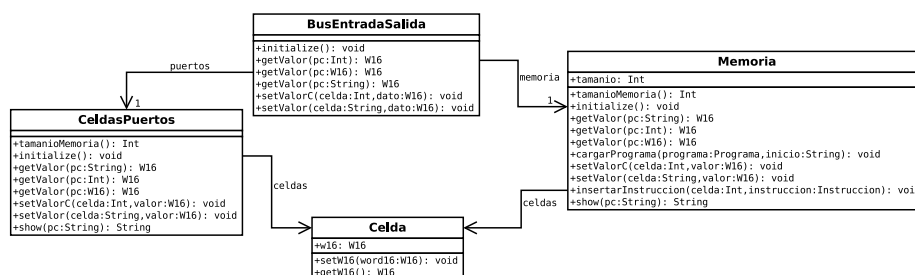 BusEntradaSalida
+initialize(): void
+getValor(pc:Int): W16
+getValor(pc:W16): W16
+getValor(pc:String): W16
+setValorC(celda:Int,dato:W16): void
+setValor(celda:String,dato:W16): void
puertos
1
memoria
1
Memoria
+tamanio: Int
+tamanioMemoria(): Int
+initialize(): void
+getValor(pc:String): W16
+getValor(pc:Int): W16
+getValor(pc:W16): W16
+cargarPrograma(programa:Programa,inicio:String): void
+setValorC(celda:Int,valor:W16): void
+setValor(celda:String,valor:W16): void
+insertarInstruccion(celda:Int,instruccion:Instruccion): void
+show(pc:String): String
CeldasPuertos
+tamanioMemoria(): Int
+initialize(): void
+getValor(pc:String): W16
+getValor(pc:Int): W16
+getValor(pc:W16): W16
+setValorC(celda:Int,valor:W16): void
+setValor(celda:String,valor:W16): void
+show(pc:String): String
celdas
celdas
Celda
+w16: W16
+setW16(word16:W16): void
+getW16(): W16